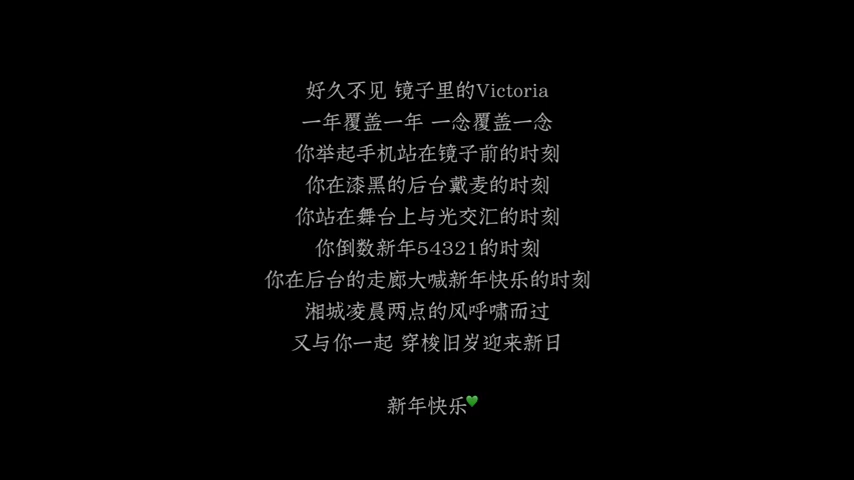 好久不见 镜子里的Victoria
一年覆盖一年 一念覆盖一念
你举起手机站在镜子前的时刻
你在漆黑的后台戴麦的时刻
你站在舞台上与光交汇的时刻
你倒数新年54321的时刻
你在后台的走廊大喊新年快乐的时刻
湘城凌晨两点的风呼啸而过
又与你一起 穿梭旧岁迎来新日
新年快乐💚